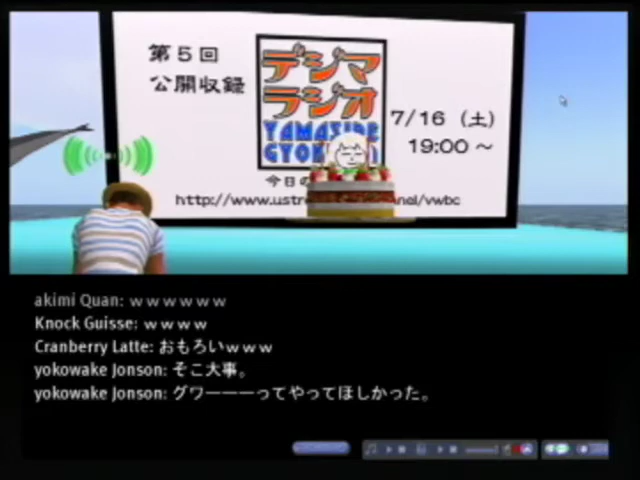 第5回
公開収録
デジマ
ラジオ
7/16 (土)
19:00 ~
今日の
http://www.ustre
nel/vwbc
akimi Quan: ｗｗｗｗｗｗ
Knock Guisse: ｗｗｗｗ
Cranberry Latte: おもろいｗｗｗ
yokowake Jonson: そこ大事。
yokowake Jonson: グワーーーってやってほしかった。